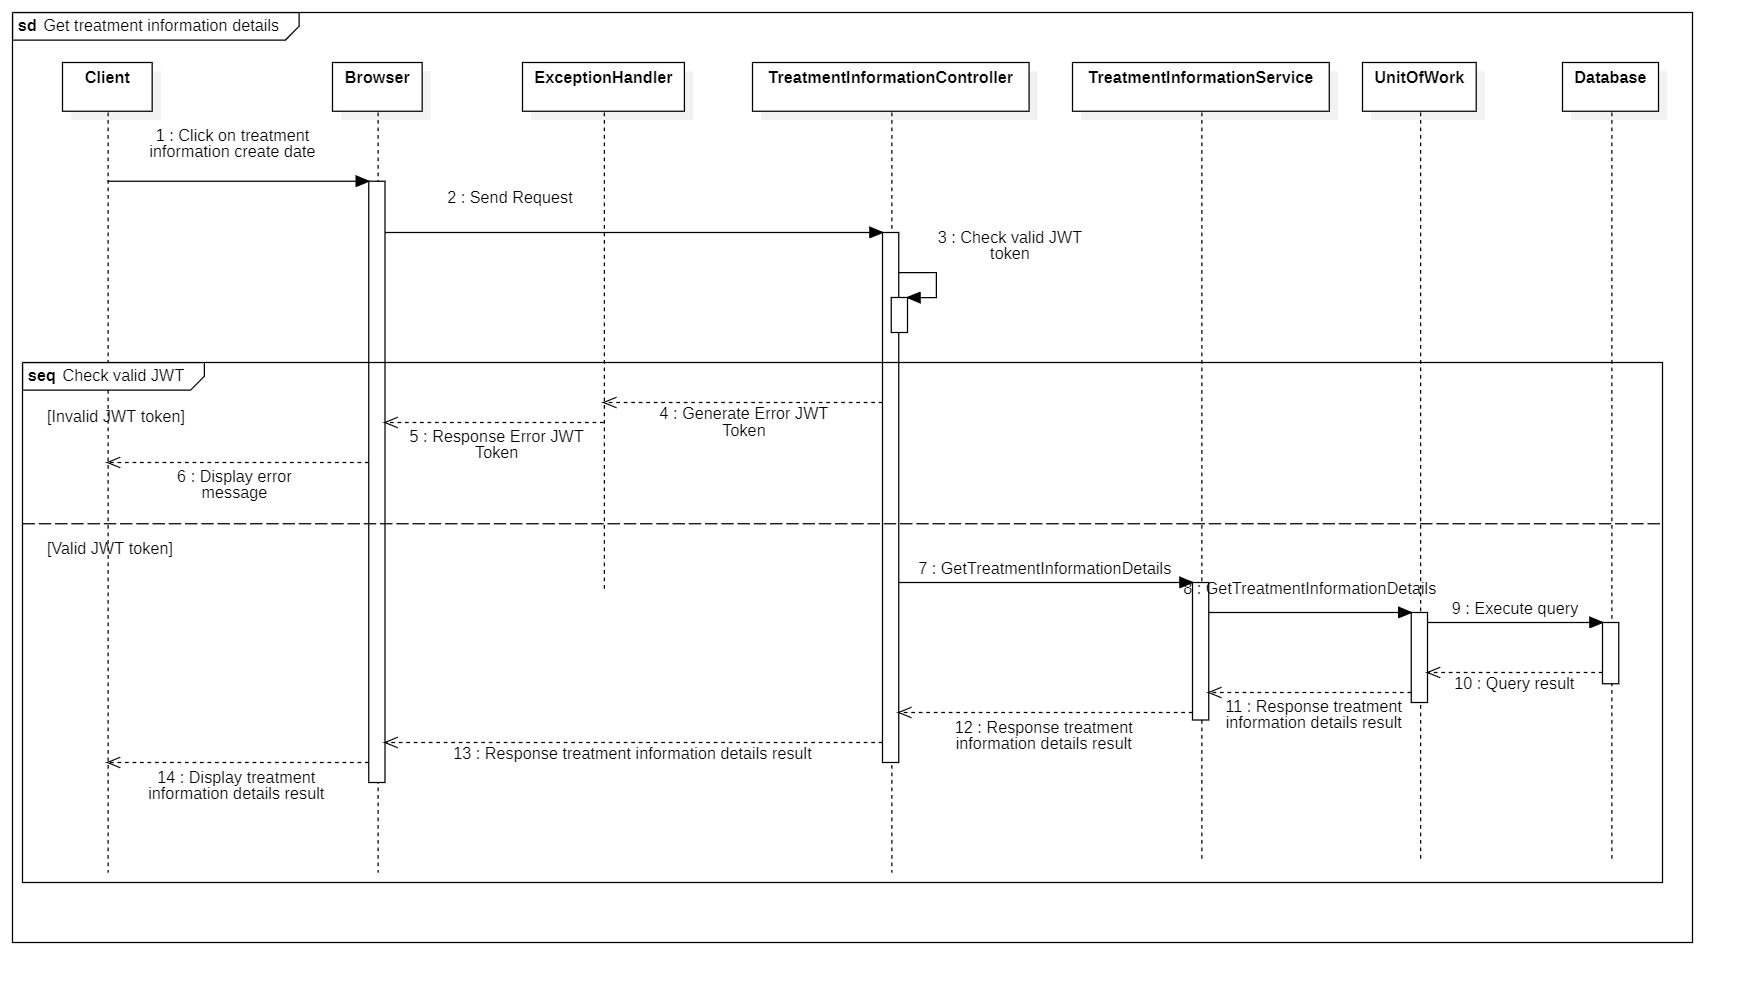 sd Get treatment information details
Client
Browser
ExceptionHandler
TreatmentInformationController
TreatmentInformationService
UnitOfWork
Database
1 : Click on treatment
information create date
2 : Send Request
3 : Check valid JWT
token
seq Check valid JWT
[Invalid JWT token]
4 : Generate Error JWT
Token
5 : Response Error JWT
Token
6 : Display error
message
[Valid JWT token]
7 : GetTreatmentInformationDetails
8 : GetTreatmentInformationDetails
9 : Execute query
10 : Query result
11 : Response treatment
information details result
12 : Response treatment
information details result
13 : Response treatment information details result
14 : Display treatment
information details result